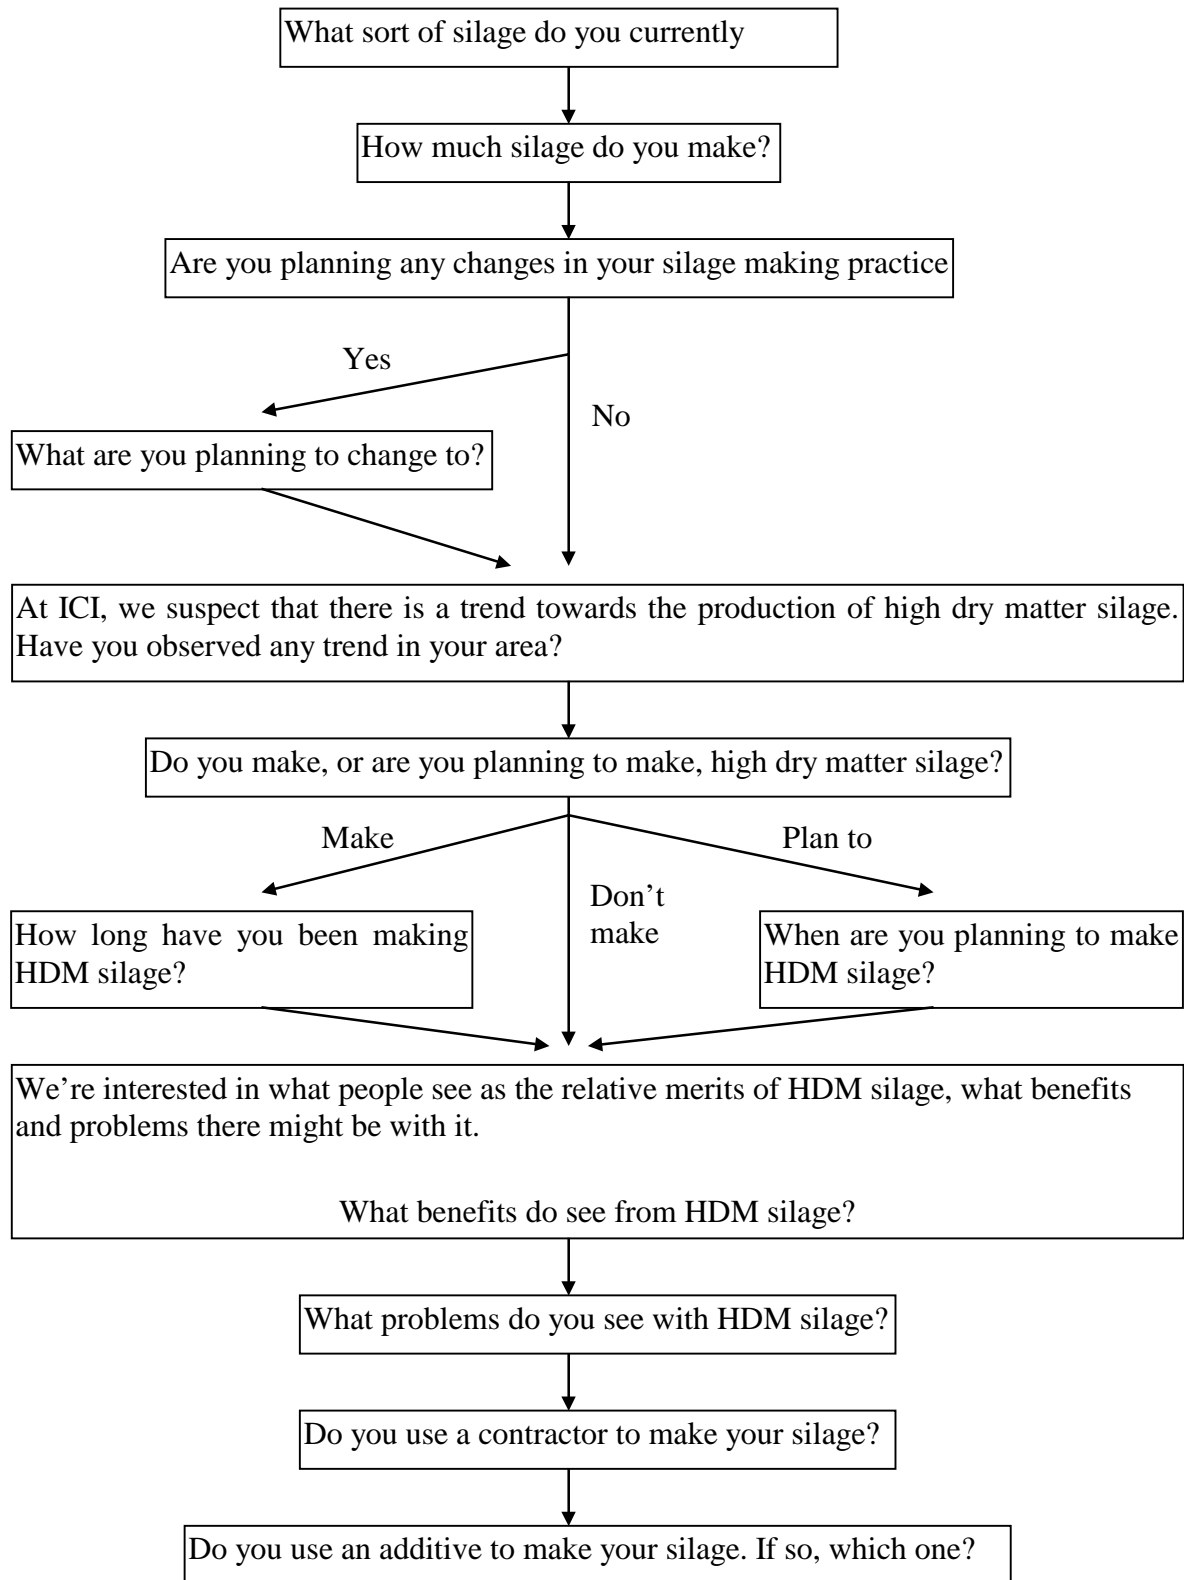 What sort of silage do you currently
How much silage do you make?
Are you planning any changes in your silage making practice
Yes
No
What are you planning to change to?
At ICI, we suspect that there is a trend towards the production of high dry matter silage.
Have you observed any trend in your area?
Do you make, or are you planning to make, high dry matter silage?
Make
Plan to
Don’t
make
How long have you been making
HDM silage?
When are you planning to make
HDM silage?
We’re interested in what people see as the relative merits of HDM silage, what benefits
and problems there might be with it.
What benefits do see from HDM silage?
What problems do you see with HDM silage?
Do you use a contractor to make your silage?
Do you use an additive to make your silage. If so, which one?